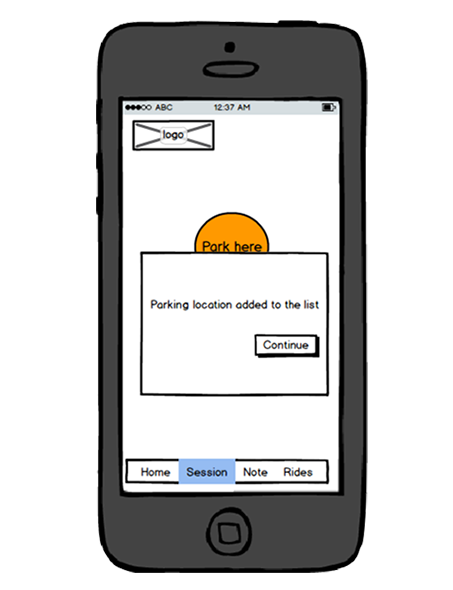 ABC 12:37 AM
logo
Park here
Parking location added to the list
Continue
Home Session Note Rides